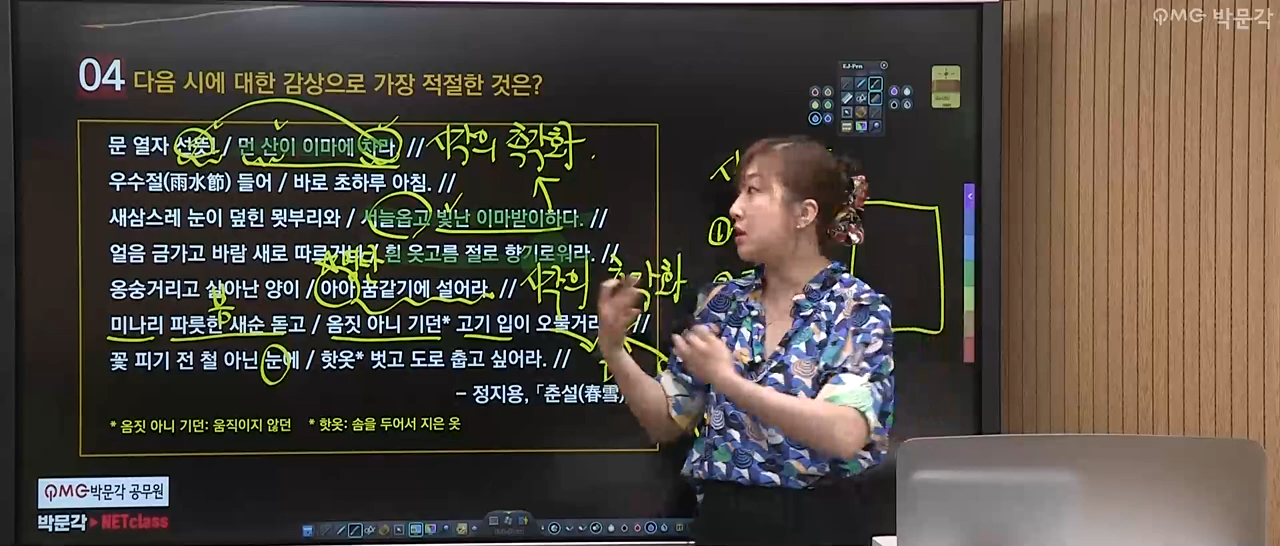 QMG 박문각
04 다음 시에 대한 감상으로 가장 적절한 것은?
문 열자 선뜻! / 먼 산이 이마에 차라. //
시각의 촉각화
우수절(雨水節) 들어 / 바로 초하루 아침. //
새삼스레 눈이 덮힌 묏부리와 / 서늘옵고 빛난 이마받이하다. //
①
얼음 금가고 바람 새로 따르거니 / 흰 옷고름 절로 향기로워라. //
옹숭거리고 살아난 양이 / 아아 꿈같기에 설어라. //
시각의 촉각화
봄
미나리 파릇한 새순 돋고 / 옴짓 아니 기던* 고기 입이 오물거리 //
꽃 피기 전 철 아닌 눈에 / 핫옷* 벗고 도로 춥고 싶어라. //
– 정지용, 「춘설(春雪)
* 옴짓 아니 기던: 움직이지 않던 * 핫옷: 솜을 두어서 지은 옷
QMG 박문각 공무원
박문각 NETclass
EJ-Pen